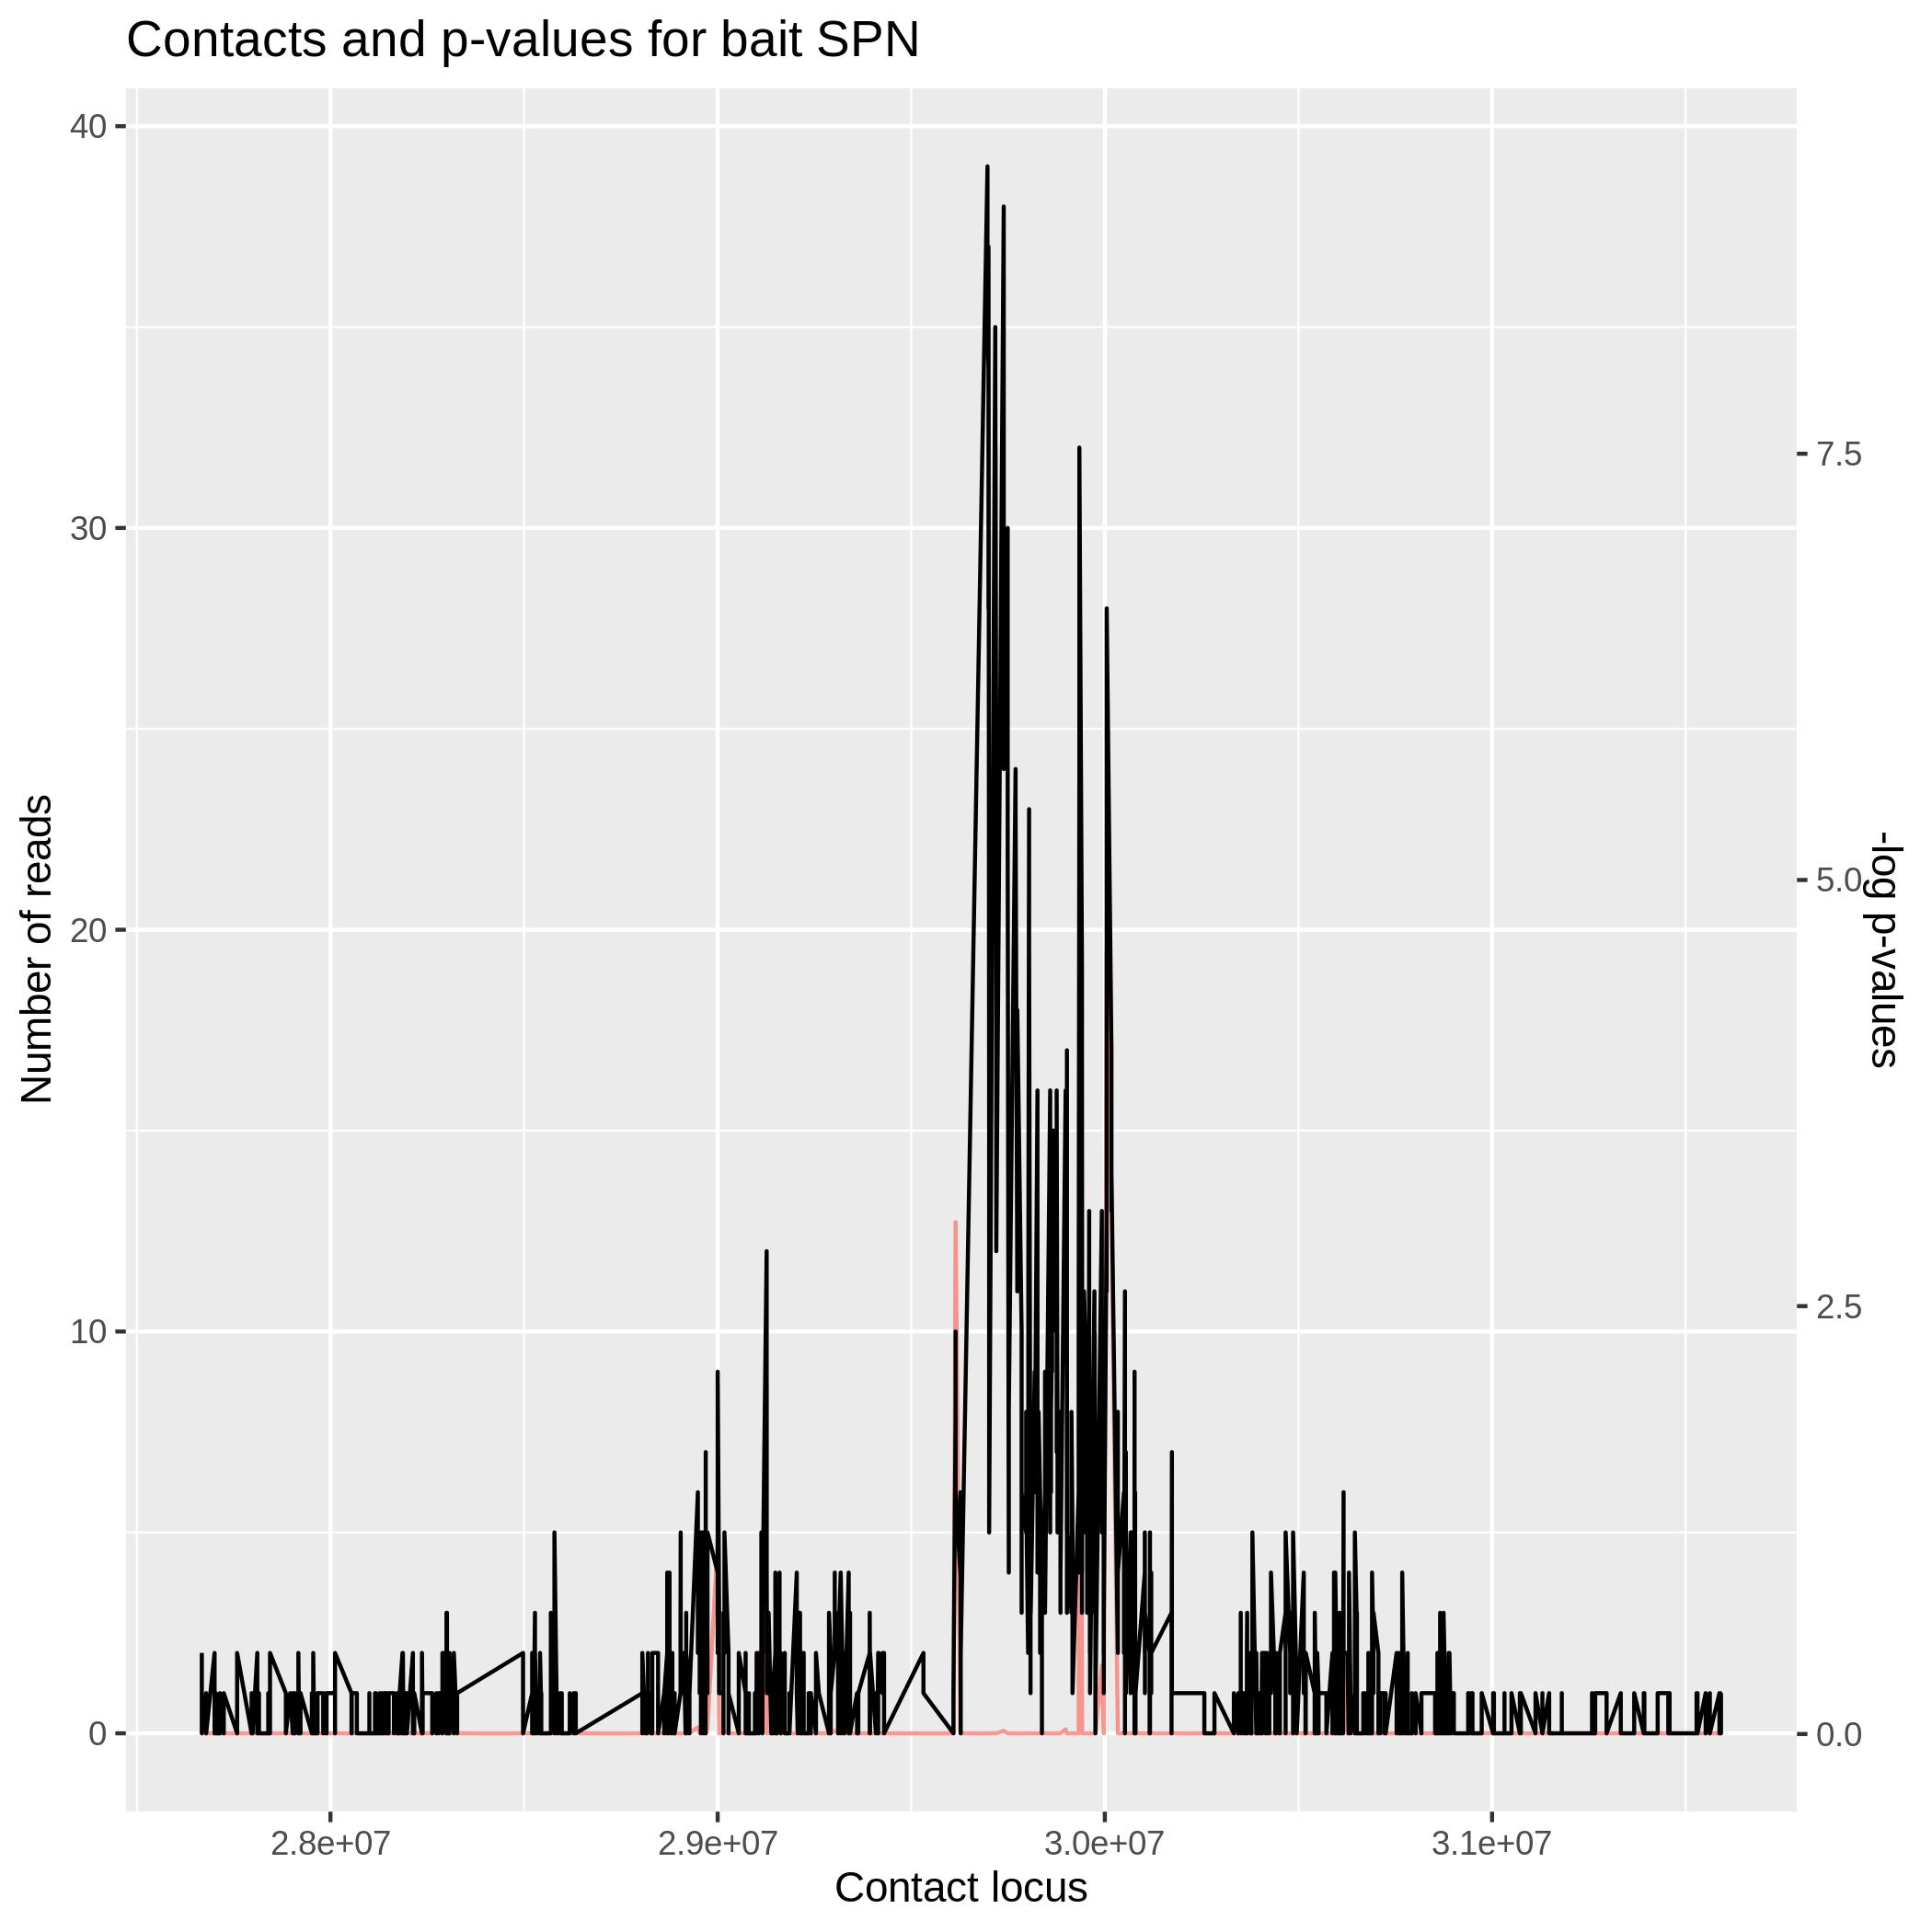 Contacts and p-values for bait SPN
40
30
20
10
0
Number of reads
7.5
5.0
2.5
0.0
-log p-values
2.8e+07
2.9e+07
3.0e+07
3.1e+07
Contact locus